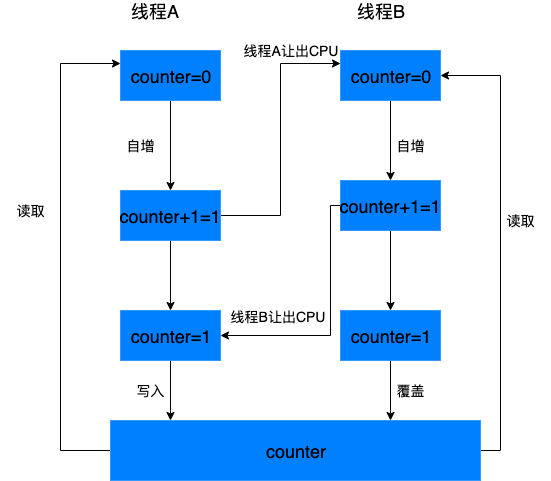 线程A
线程B
线程A让出CPU
counter=0
counter=0
自增
自增
读取
counter+1=1
counter+1=1
读取
线程B让出CPU
counter=1
counter=1
写入
覆盖
counter